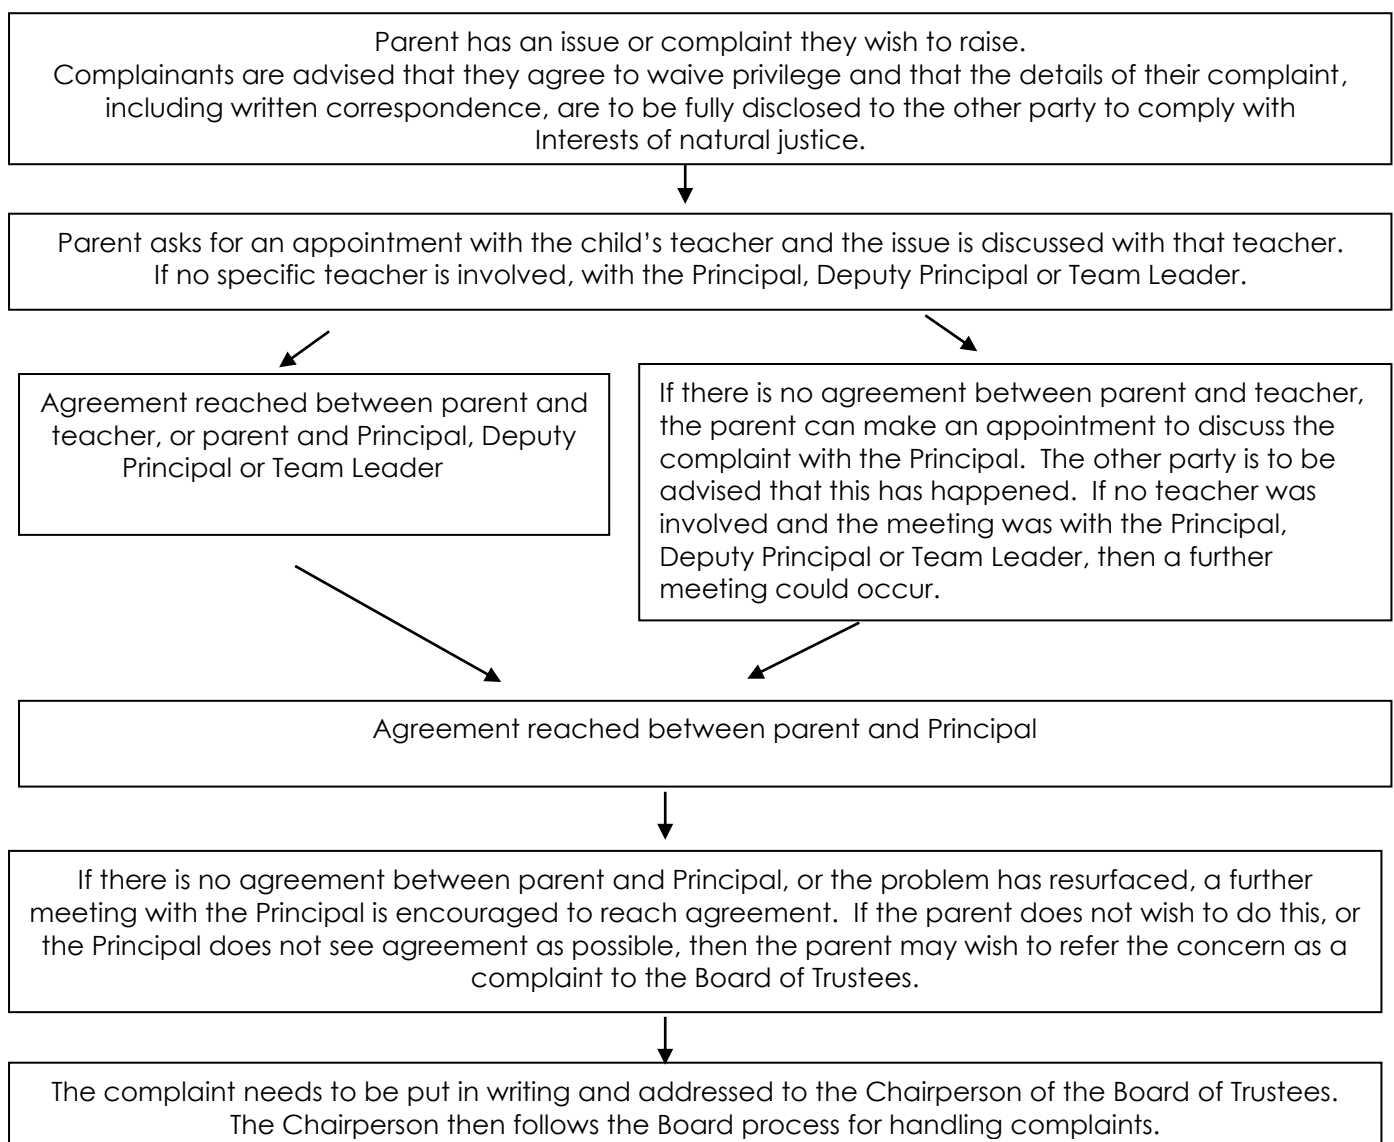 Parent has an issue or complaint they wish to raise.
Complainants are advised that they agree to waive privilege and that the details of their complaint,
including written correspondence, are to be fully disclosed to the other party to comply with
Interests of natural justice.
Parent asks for an appointment with the child’s teacher and the issue is discussed with that teacher.
If no specific teacher is involved, with the Principal, Deputy Principal or Team Leader.
Agreement reached between parent and
teacher, or parent and Principal, Deputy
Principal or Team Leader
If there is no agreement between parent and teacher,
the parent can make an appointment to discuss the
complaint with the Principal.  The other party is to be
advised that this has happened.  If no teacher was
involved and the meeting was with the Principal,
Deputy Principal or Team Leader, then a further
meeting could occur.
Agreement reached between parent and Principal
If there is no agreement between parent and Principal, or the problem has resurfaced, a further
meeting with the Principal is encouraged to reach agreement.  If the parent does not wish to do this, or
the Principal does not see agreement as possible, then the parent may wish to refer the concern as a
complaint to the Board of Trustees.
The complaint needs to be put in writing and addressed to the Chairperson of the Board of Trustees.
The Chairperson then follows the Board process for handling complaints.